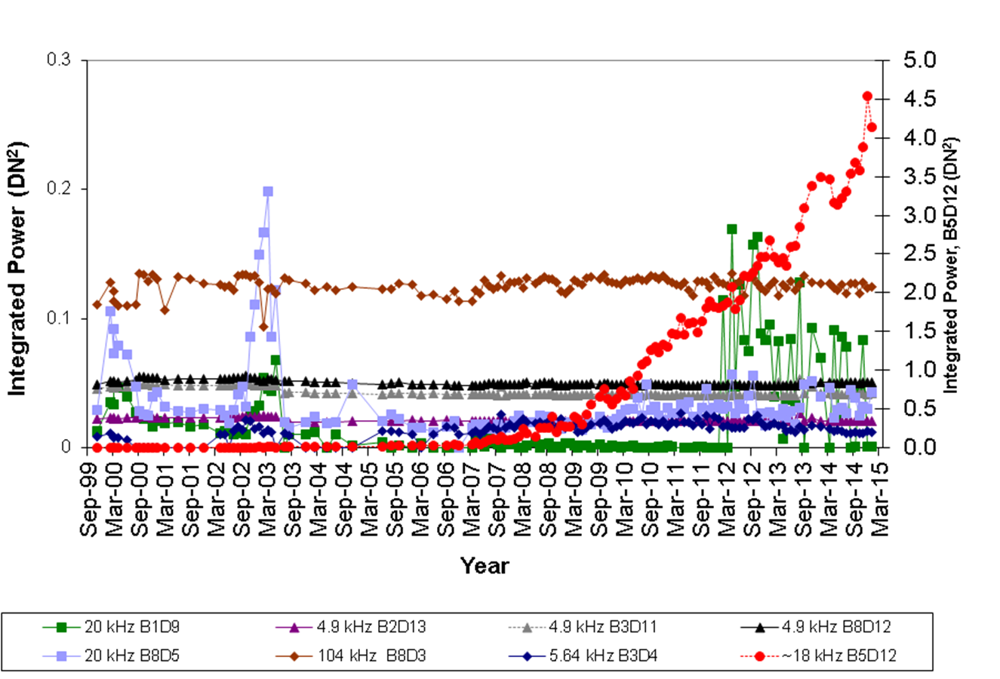 0.3
0.2
0.1
0
Integrated Power (DN²)
5.0
4.5
4.0
3.5
3.0
2.5
2.0
1.5
1.0
0.5
0.0
Integrated Power, B5D12 (DN²)
Sep-99
Mar-00
Sep-00
Mar-01
Sep-01
Mar-02
Sep-02
Mar-03
Sep-03
Mar-04
Sep-04
Mar-05
Sep-05
Mar-06
Sep-06
Mar-07
Sep-07
Mar-08
Sep-08
Mar-09
Sep-09
Mar-10
Sep-10
Mar-11
Sep-11
Mar-12
Sep-12
Mar-13
Sep-13
Mar-14
Sep-14
Mar-15
Year
20 kHz B1D9
4.9 kHz B2D13
4.9 kHz B3D11
4.9 kHz B8D12
20 kHz B8D5
104 kHz B8D3
5.64 kHz B3D4
~18 kHz B5D12